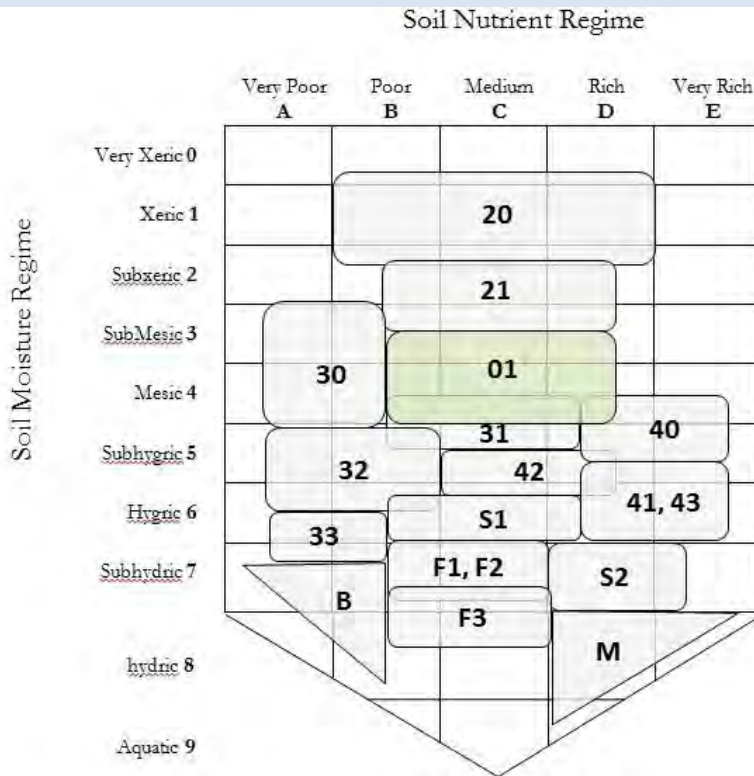 Soil Nutrient Regime
Very Poor Poor Medium Rich Very Rich
A B C D E
Soil Moisture Regime
Very Xeric 0
Xeric 1
20
Subxeric 2
21
SubMesic 3
30
01
Mesic 4
31
40
Subhygric 5
32
42
Hygric 6
S1
41, 43
33
Subhydric 7
F1, F2
S2
B
F3
hydric 8
M
Aquatic 9